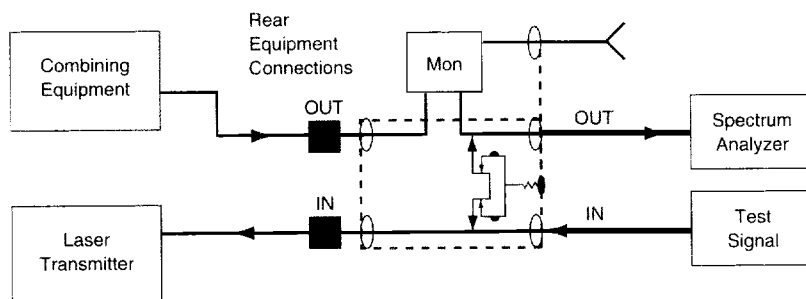 Rear
Equipment
Connections
Combining
Equipment
Mon
OUT
OUT
Spectrum
Analyzer
IN
IN
Laser
Transmitter
Test
Signal